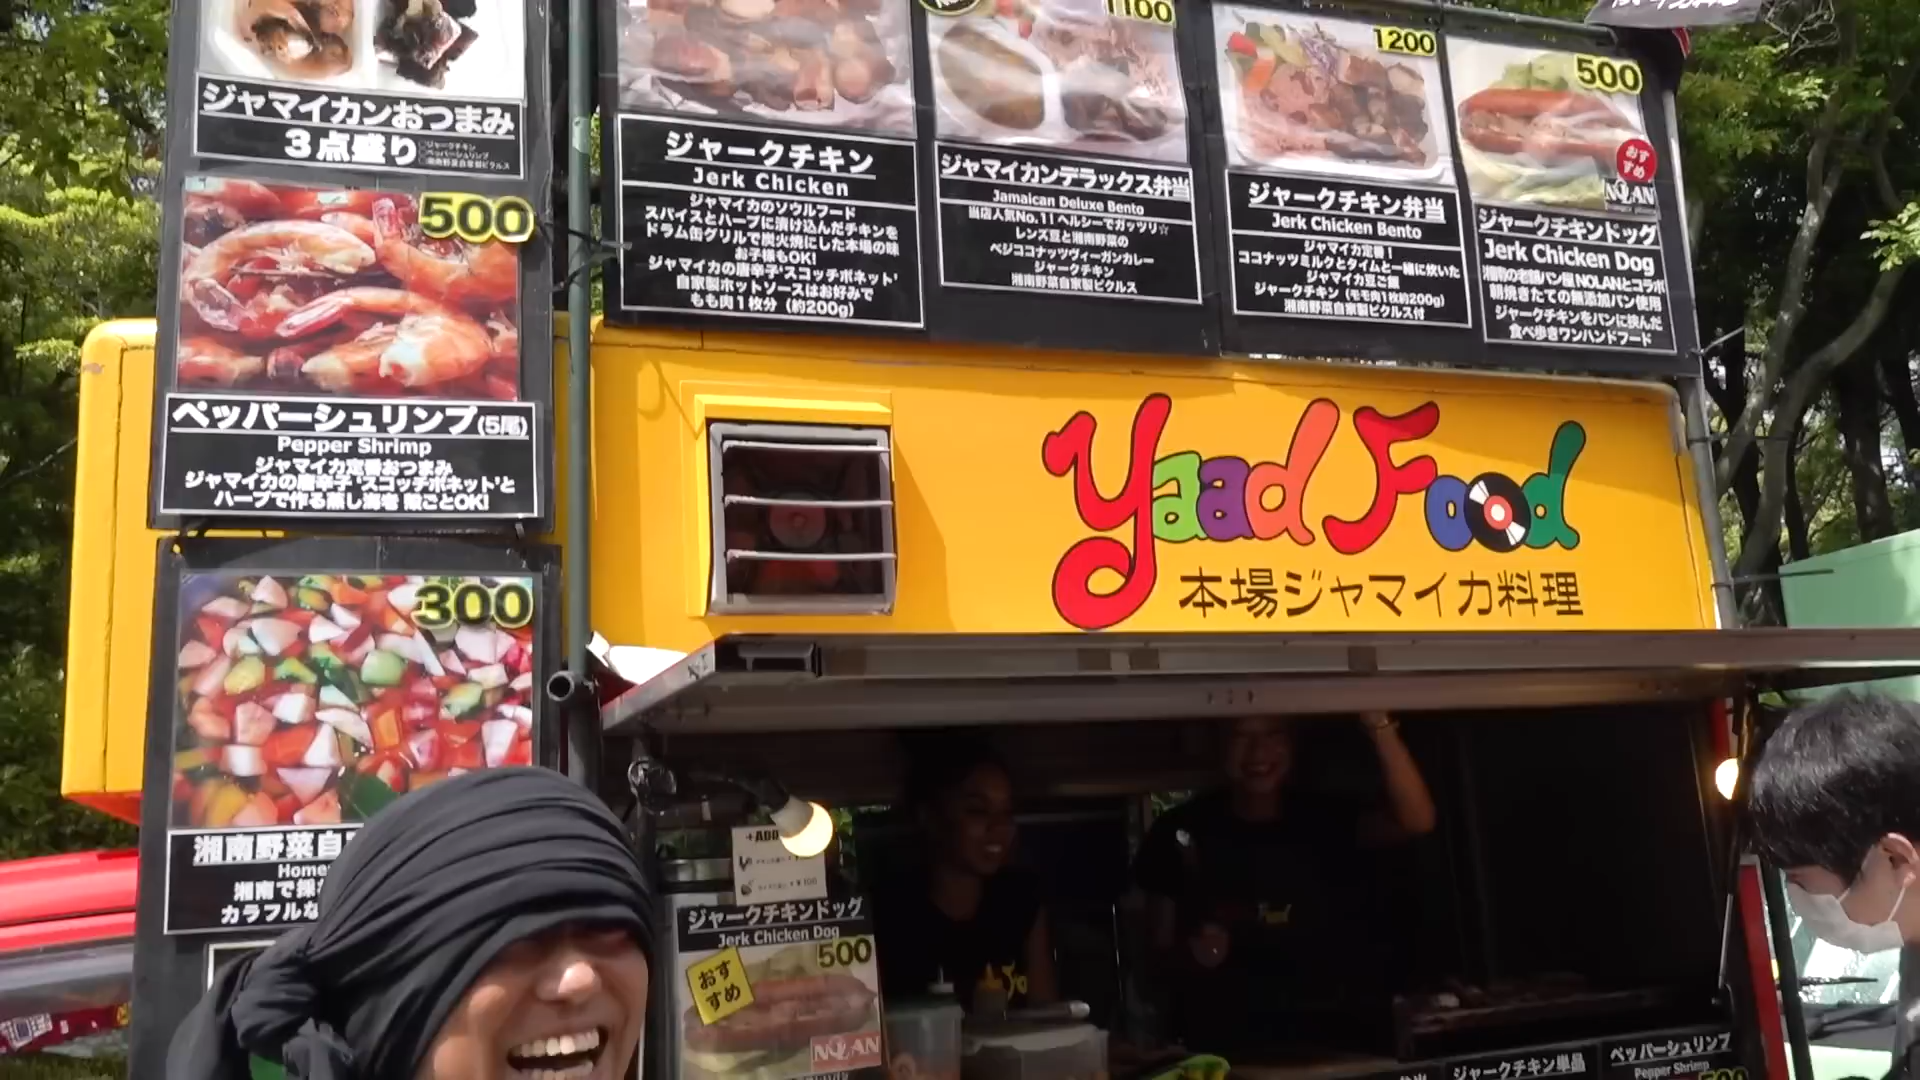 ジャマイカンおつまみ
3点盛り
500
ペッパーシュリンプ(5尾)
Pepper Shrimp
ジャマイカ定番おつまみ
ジャマイカの唐辛子'スコッチボネット'と
ハーブで作る蒸し海老 殻ごとOK!
300
湘南野菜自
Home
湘南で採
カラフルな
ジャークチキン
Jerk Chicken
ジャマイカのソウルフード
スパイスとハーブに漬け込んだチキンを
ドラム缶グリルで炭火焼にした本場の味
お子様もOK!
ジャマイカの唐辛子'スコッチボネット'
自家製ホットソースはお好みで
もも肉1枚分(約200g)
1100
ジャマイカンデラックス弁当
Jamaican Deluxe Bento
当店人気No.1! ヘルシーでガッツリ☆
レンズ豆と湘南野菜の
ベジココナッツヴィーガンカレー
ジャークチキン
湘南野菜自家製ピクルス
1200
ジャークチキン弁当
Jerk Chicken Bento
ジャマイカ定番!
ココナッツミルクとタイムと一緒に炊いた
ジャマイカ豆ご飯
ジャークチキン(モモ肉1枚約200g)
湘南野菜自家製ピクルス付
500
おす
すめ
NOLAN
ジャークチキンドッグ
Jerk Chicken Dog
湘南の老舗パン屋NOLANとコラボ
朝焼きたての無添加パン使用
ジャークチキンをパンに挟んだ
食べ歩きワンハンドフード
Yaad Food
本場ジャマイカ料理
+ADD
¥100
ジャークチキンドッグ
Jerk Chicken Dog
500
おす
すめ
NOLAN
弁当
ジャークチキン単品
ペッパーシュリンプ
Pepper Shrimp